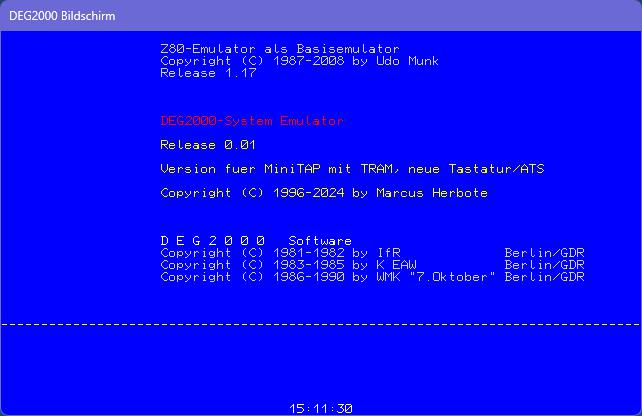 DEG2000 Bildschirm
Z80-Emulator als Basisemulator
Copyright (C) 1987-2008 by Udo Munk
Release 1.17
DEG2000-System Emulator
Release 0.01
Version fuer MiniTAP mit TRAM, neue Tastatur/ATS
Copyright (C) 1996-2024 by Marcus Herbote
D E G 2 0 0 0   Software
Copyright (C) 1981-1982 by IfR             Berlin/GDR
Copyright (C) 1983-1985 by K EAW           Berlin/GDR
Copyright (C) 1986-1990 by WMK "7.Oktober" Berlin/GDR
15:11:30